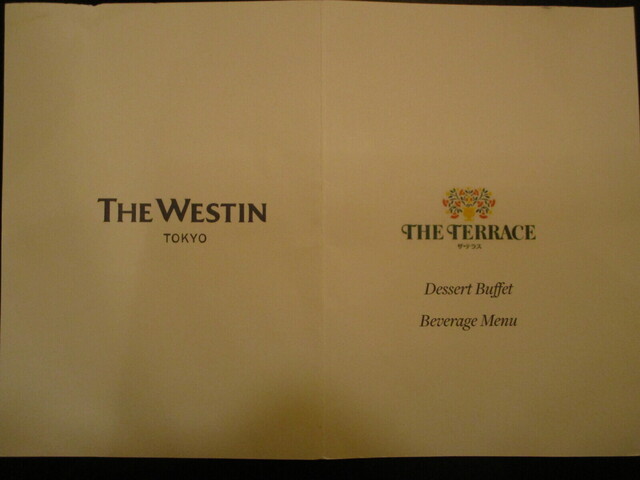 THE WESTIN
TOKYO
THE TERRACE
ザ・テラス
Dessert Buffet
Beverage Menu